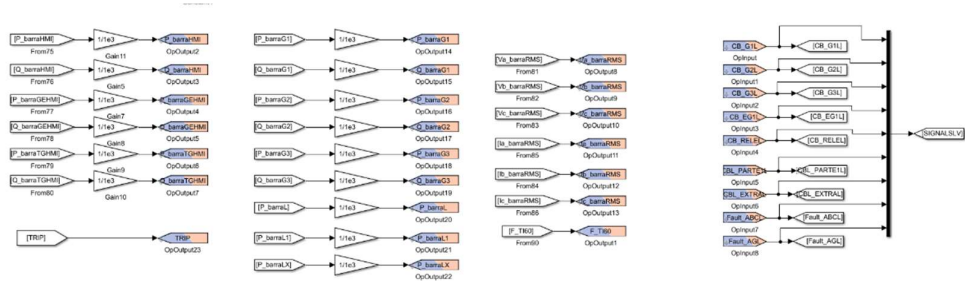 [P_barraHMI]
1/1e3
P_barraHMI
From75
Gain11
OpOutput2
[Q_barraHMI]
1/1e3
Q_barraHMI
From76
Gain5
OpOutput3
[P_barraGEHMI]
1/1e3
P_barraGEHMI
From77
Gain7
OpOutput4
[Q_barraGEHMI]
1/1e3
Q_barraGEHMI
From78
Gain8
OpOutput5
[P_barraTGHMI]
1/1e3
P_barraTGHMI
From79
Gain9
OpOutput6
[Q_barraTGHMI]
1/1e3
Q_barraTGHMI
From80
Gain10
OpOutput7
[TRIP]
TRIP
OpOutput23
[P_barraG1]
1/1e3
P_barraG1
OpOutput14
[Q_barraG1]
1/1e3
Q_barraG1
OpOutput15
[P_barraG2]
1/1e3
P_barraG2
OpOutput16
[Q_barraG2]
1/1e3
Q_barraG2
OpOutput17
[P_barraG3]
1/1e3
P_barraG3
OpOutput18
[Q_barraG3]
1/1e3
Q_barraG3
OpOutput19
[P_barraL]
1/1e3
P_barraL
OpOutput20
[P_barraL1]
1/1e3
P_barraL1
OpOutput21
[P_barraLX]
1/1e3
P_barraLX
OpOutput22
[Va_barraRMS]
Va_barraRMS
From81
OpOutput8
[Vb_barraRMS]
Vb_barraRMS
From82
OpOutput9
[Vc_barraRMS]
Vc_barraRMS
From83
OpOutput10
[Ia_barraRMS]
Ia_barraRMS
From85
OpOutput11
[Ib_barraRMS]
Ib_barraRMS
From84
OpOutput12
[Ic_barraRMS]
Ic_barraRMS
From86
OpOutput13
[F_TI60]
F_TI60
From90
OpOutput1
CB_G1L
[CB_G1L]
OpInput
CB_G2L
[CB_G2L]
OpInput1
CB_G3L
[CB_G3L]
OpInput2
CB_EG1L
[CB_EG1L]
OpInput3
CB_RELEL
[CB_RELEL]
OpInput4
CBL_PARTE1L
[CBL_PARTE1L]
OpInput5
CBL_EXTRAL
[CBL_EXTRAL]
OpInput6
Fault_ABCL
[Fault_ABCL]
OpInput7
Fault_AGL
[Fault_AGL]
OpInput8
[SIGNALSLV]